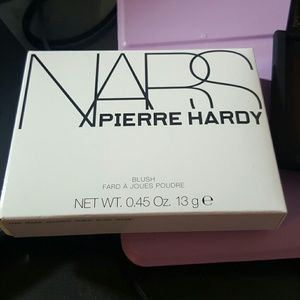 NARS
PIERRE HARDY
BLUSH
FARD À JOUES POUDRE
NET WT. 0.45 Oz. 13 g ℮